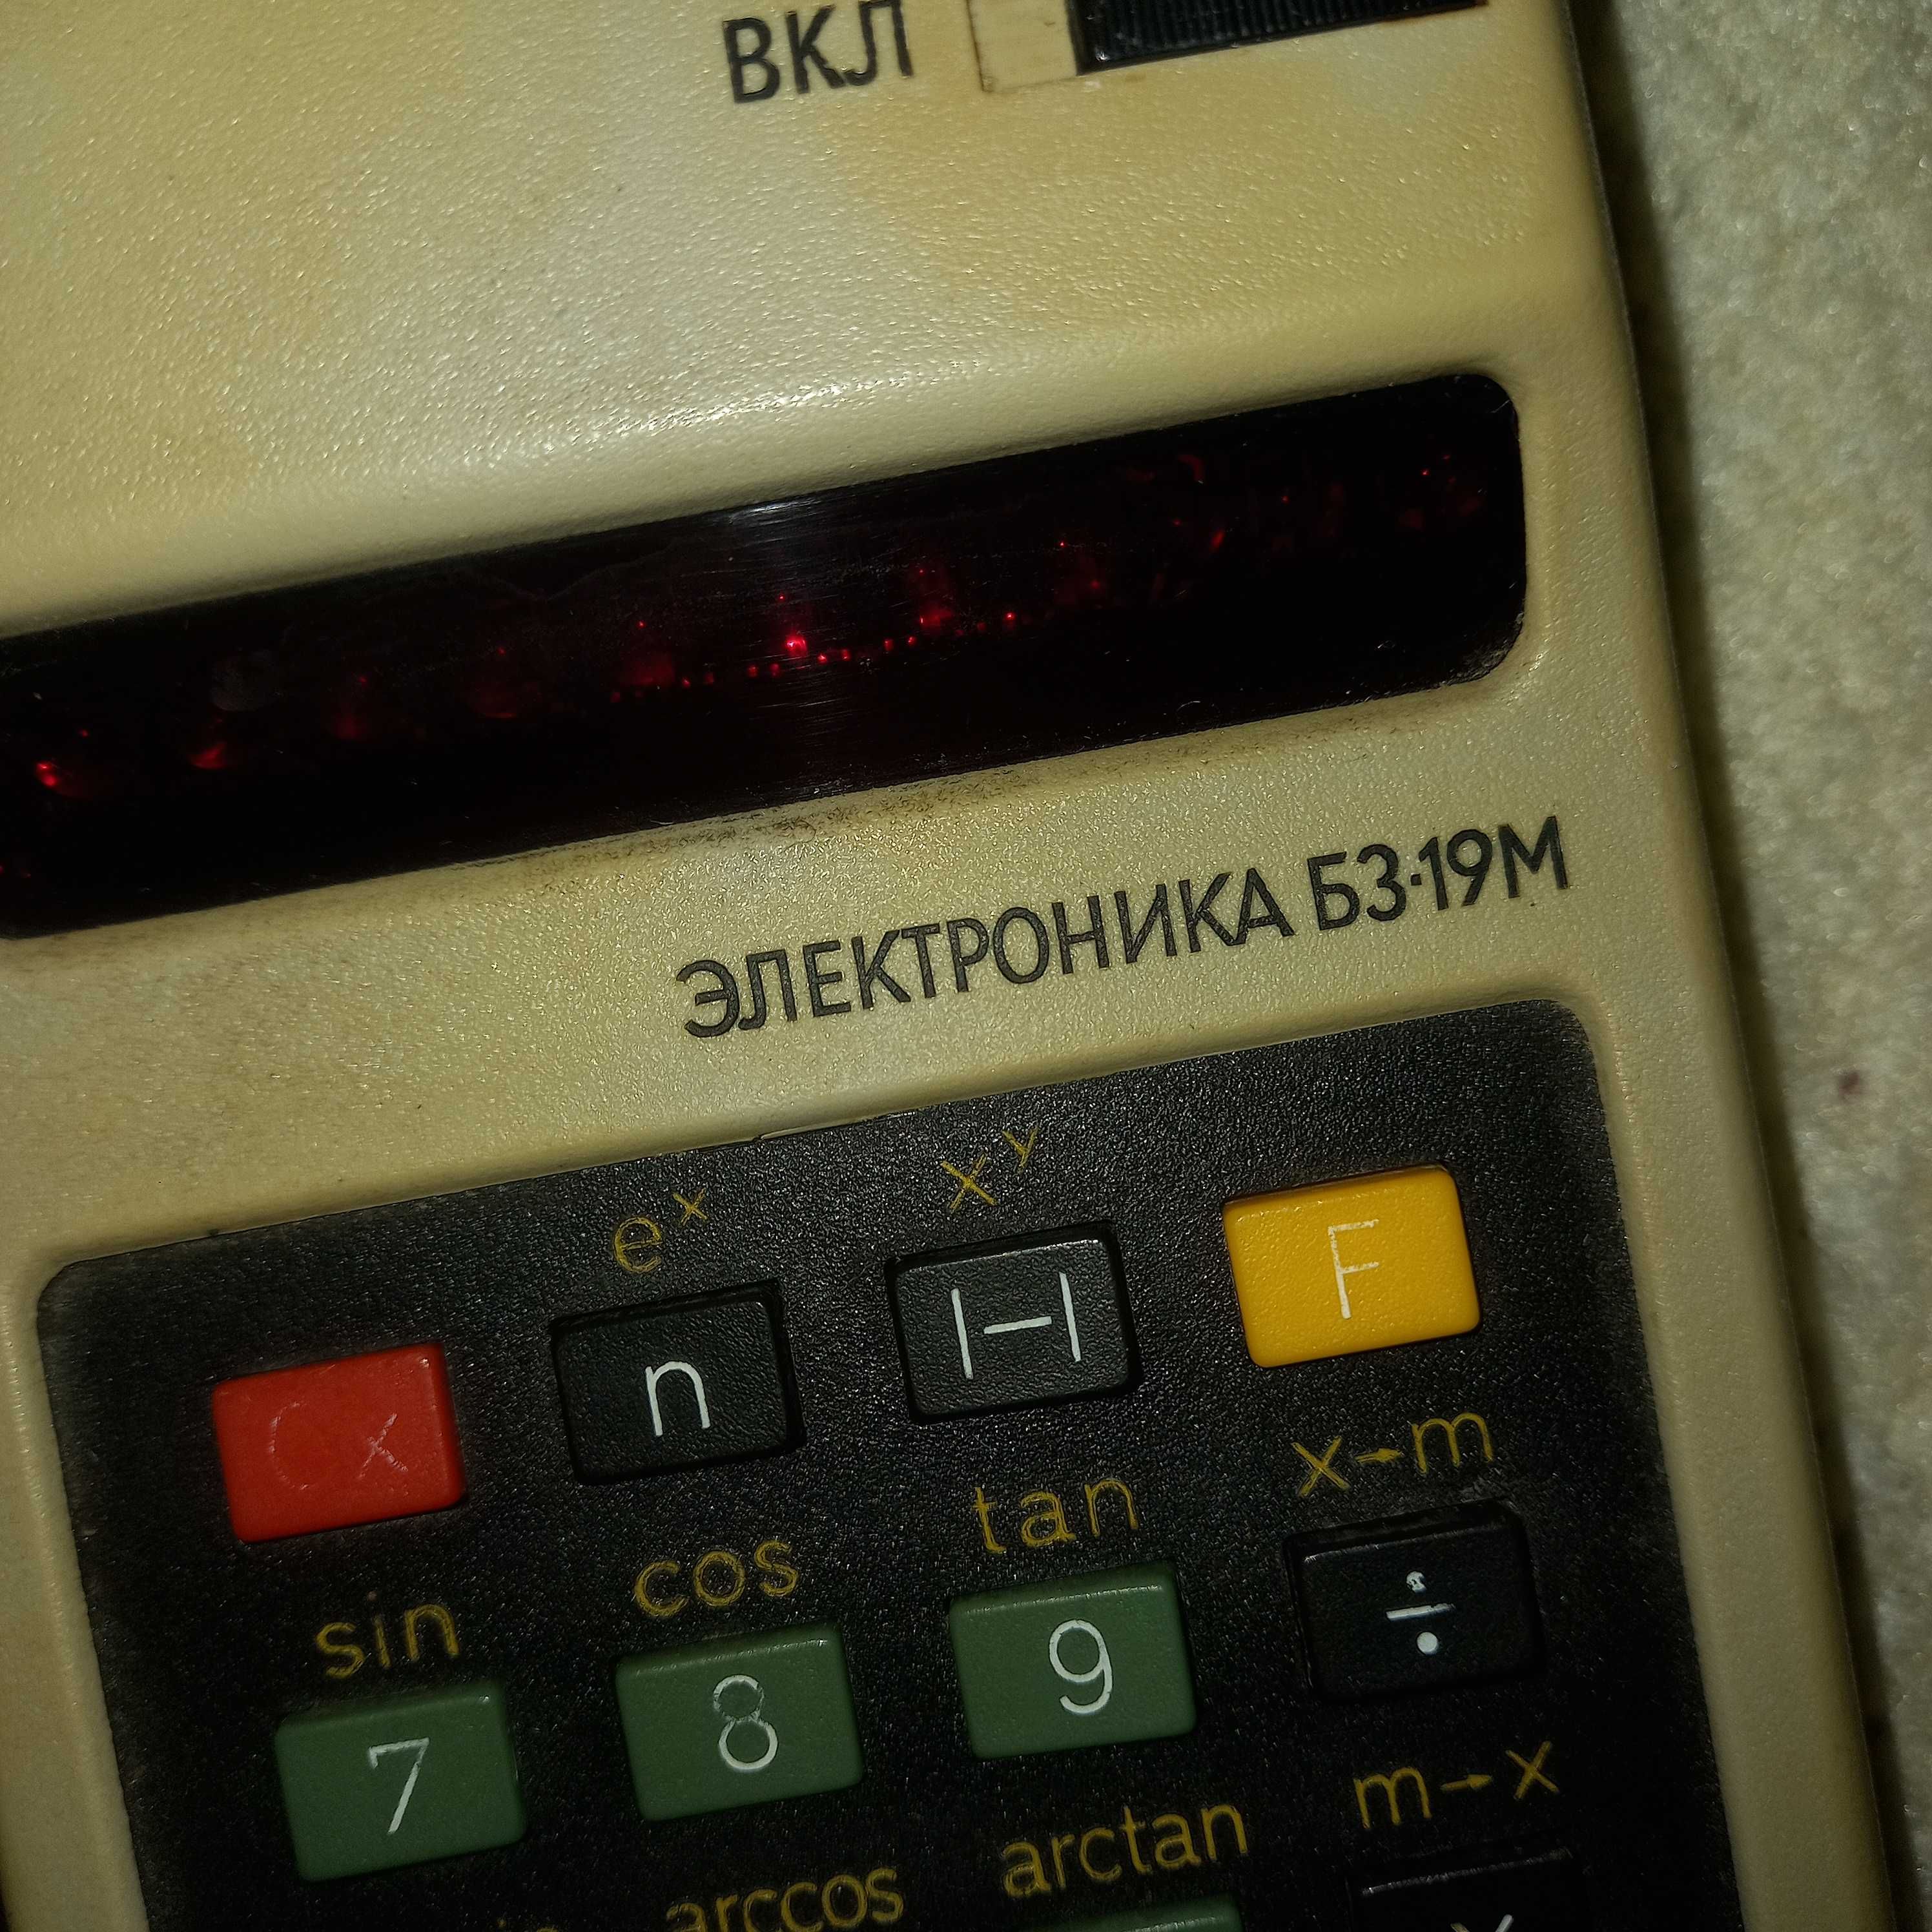 ВКЛ
ЭЛЕКТРОНИКА Б3·19М
eˣ xʸ
Cx n |–| F
sin cos tan x→m
7 8 9 ÷
arccos arctan m→x